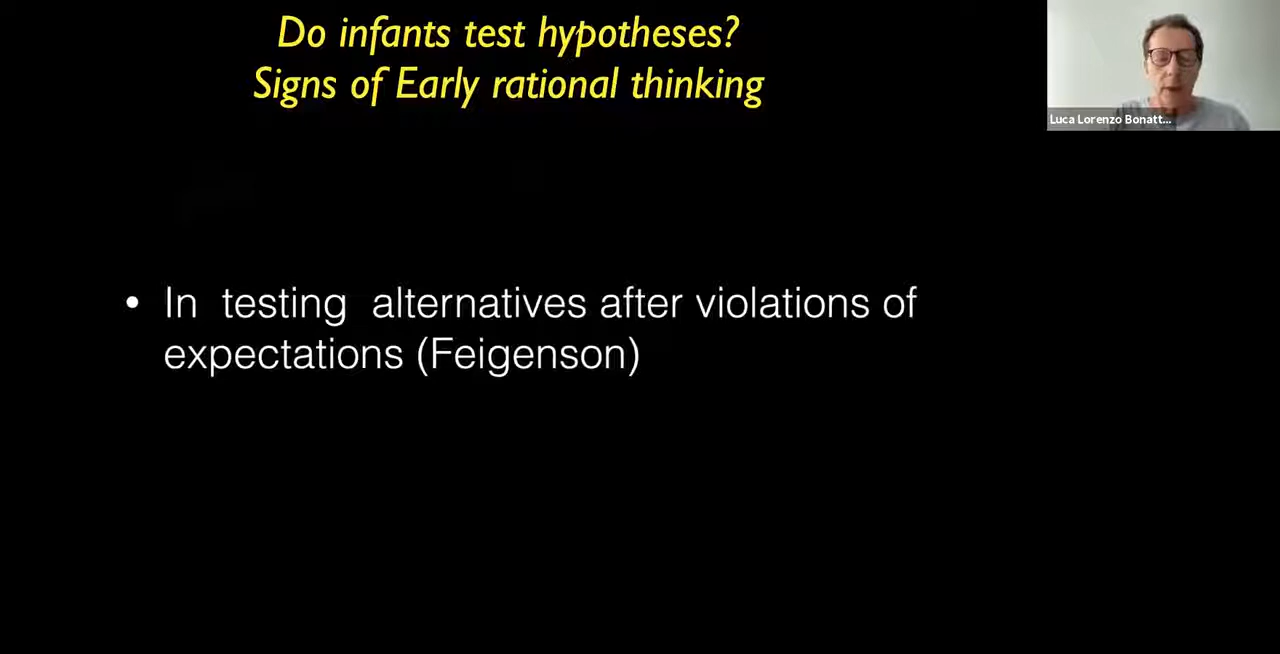 Do infants test hypotheses?
Signs of Early rational thinking
Luca Lorenzo Bonatt...
• In testing alternatives after violations of
expectations (Feigenson)